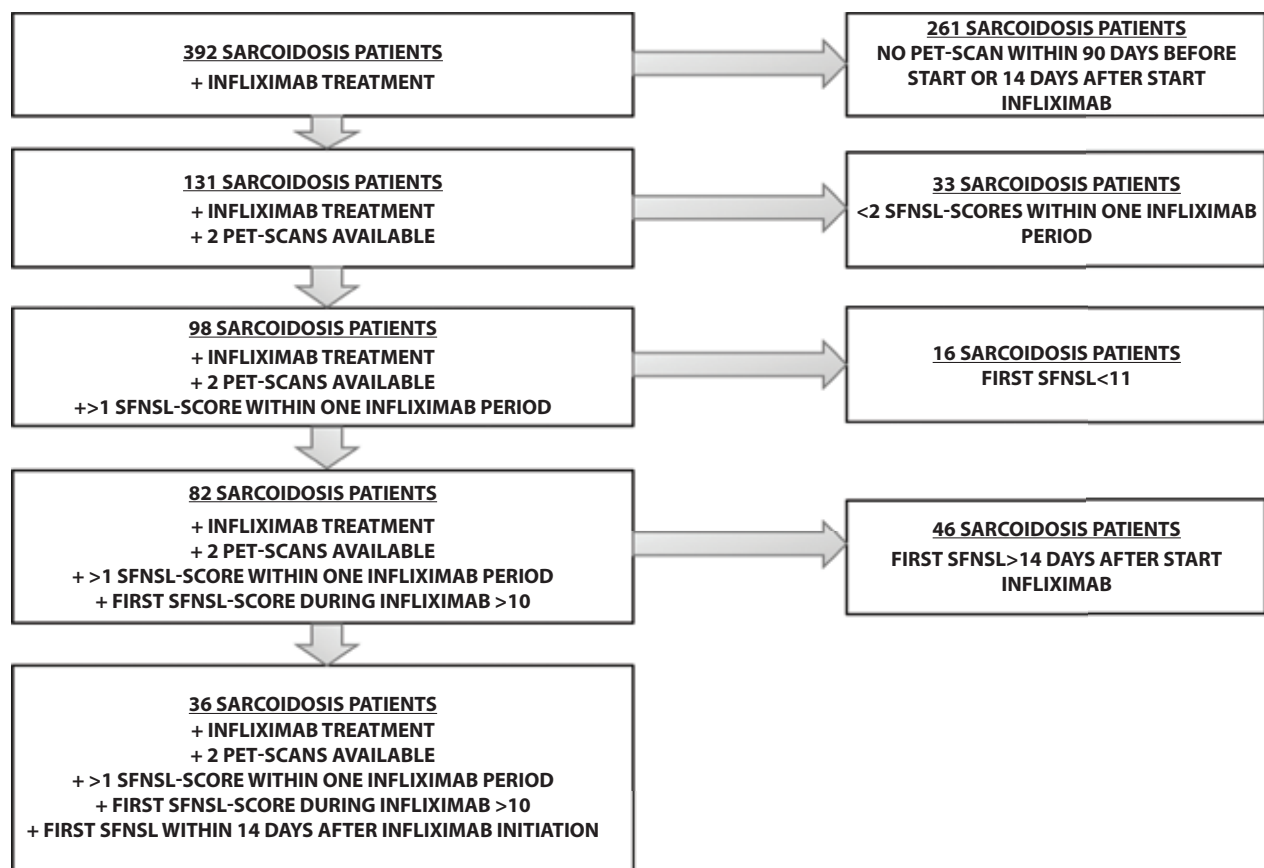 392 SARCOIDOSIS PATIENTS
+ INFLIXIMAB TREATMENT
261 SARCOIDOSIS PATIENTS
NO PET-SCAN WITHIN 90 DAYS BEFORE
START OR 14 DAYS AFTER START
INFLIXIMAB
131 SARCOIDOSIS PATIENTS
+ INFLIXIMAB TREATMENT
+ 2 PET-SCANS AVAILABLE
33 SARCOIDOSIS PATIENTS
<2 SFNSL-SCORES WITHIN ONE INFLIXIMAB
PERIOD
98 SARCOIDOSIS PATIENTS
+ INFLIXIMAB TREATMENT
+ 2 PET-SCANS AVAILABLE
+>1 SFNSL-SCORE WITHIN ONE INFLIXIMAB PERIOD
16 SARCOIDOSIS PATIENTS
FIRST SFNSL<11
82 SARCOIDOSIS PATIENTS
+ INFLIXIMAB TREATMENT
+ 2 PET-SCANS AVAILABLE
+ >1 SFNSL-SCORE WITHIN ONE INFLIXIMAB PERIOD
+ FIRST SFNSL-SCORE DURING INFLIXIMAB >10
46 SARCOIDOSIS PATIENTS
FIRST SFNSL>14 DAYS AFTER START
INFLIXIMAB
36 SARCOIDOSIS PATIENTS
+ INFLIXIMAB TREATMENT
+ 2 PET-SCANS AVAILABLE
+ >1 SFNSL-SCORE WITHIN ONE INFLIXIMAB PERIOD
+ FIRST SFNSL-SCORE DURING INFLIXIMAB >10
+ FIRST SFNSL WITHIN 14 DAYS AFTER INFLIXIMAB INITIATION